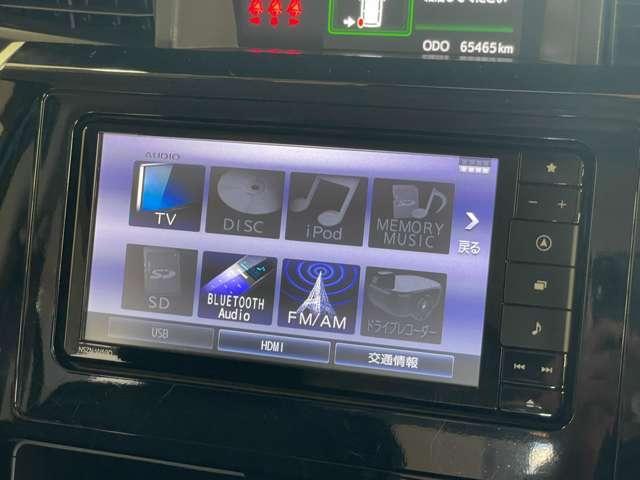 ODO 65465km
AUDIO
TV
DISC
iPod
MEMORY
MUSIC
戻る
SD
BLUETOOTH
Audio
FM/AM
ドライブレコーダー
USB
HDMI
交通情報